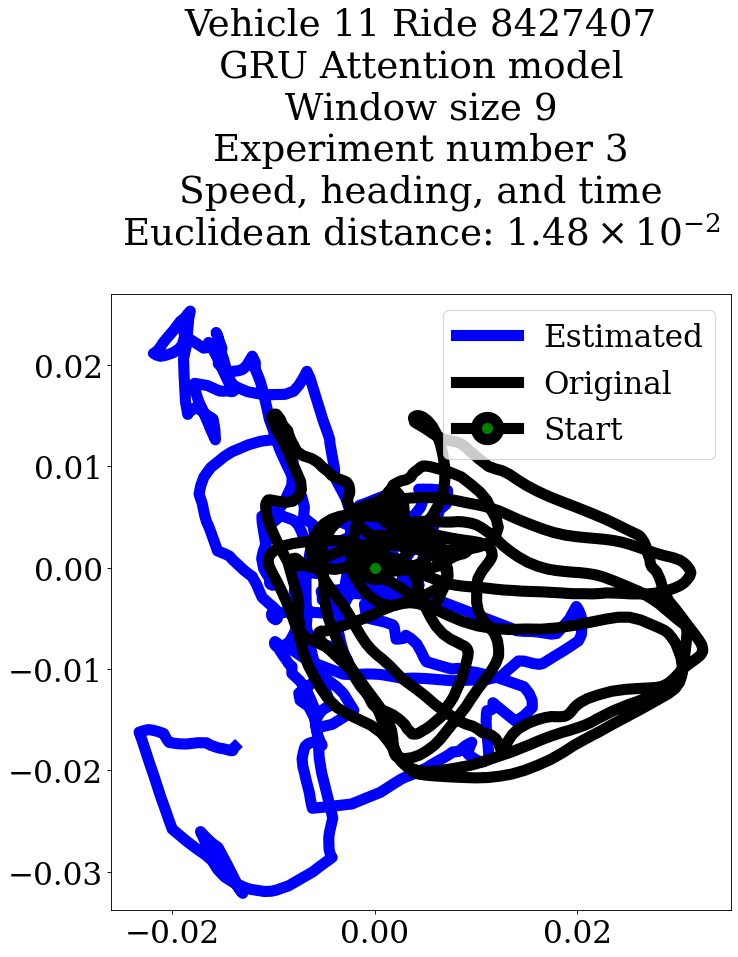 Vehicle 11 Ride 8427407
GRU Attention model
Window size 9
Experiment number 3
Speed, heading, and time
Euclidean distance: 1.48 × 10⁻²
Estimated
Original
Start
0.02
0.01
0.00
−0.01
−0.02
−0.03
−0.02
0.00
0.02